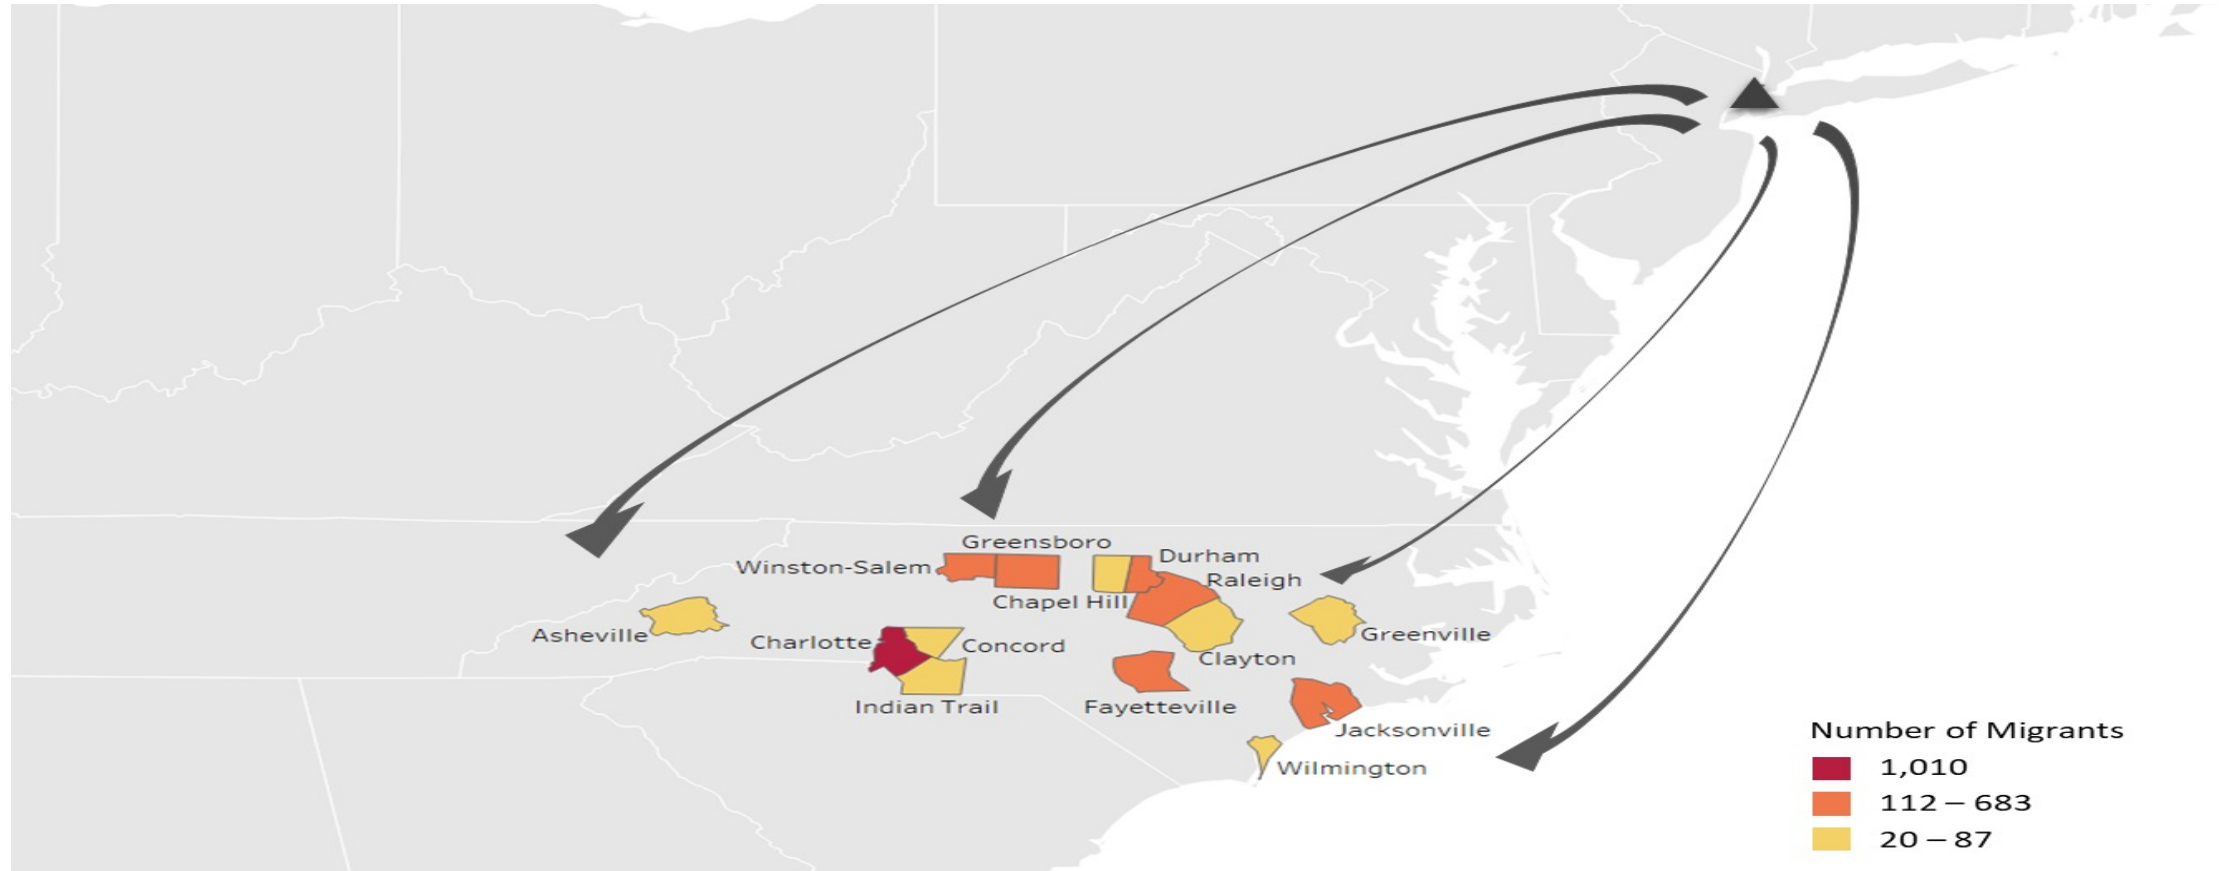 Greensboro
Durham
Winston-Salem
Raleigh
Chapel Hill
Asheville
Charlotte
Concord
Greenville
Clayton
Indian Trail
Fayetteville
Jacksonville
Wilmington
Number of Migrants
1,010
112 – 683
20 – 87